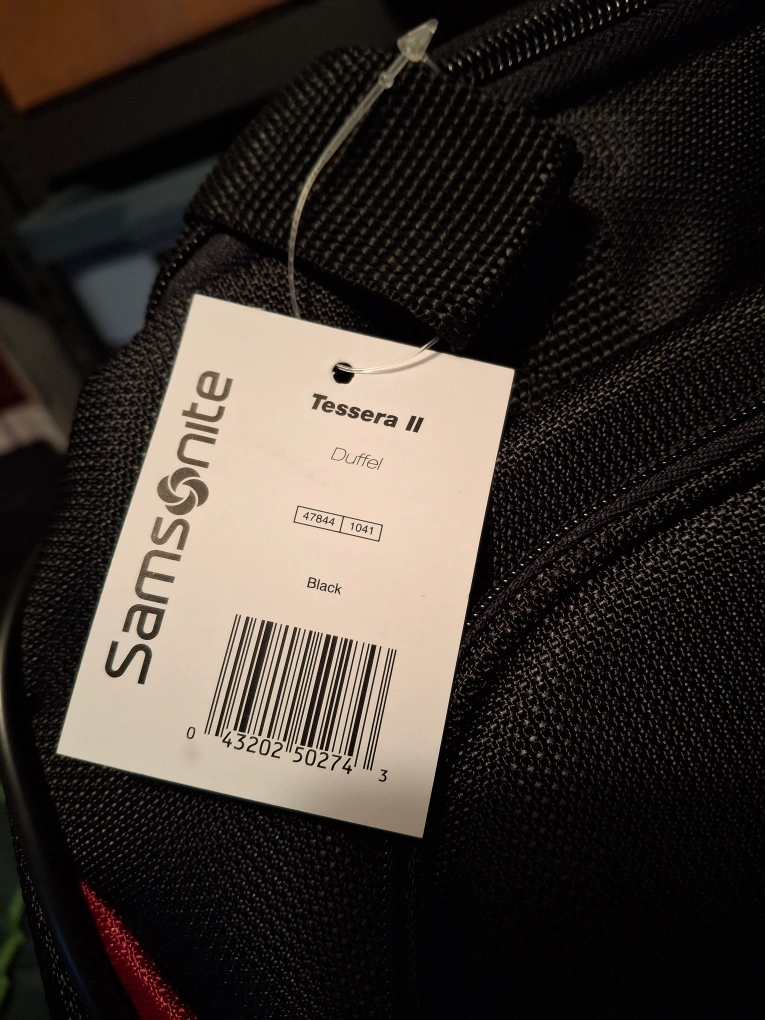 Samsonite
Tessera II
Duffel
47844 1041
Black
0 43202 50274 3